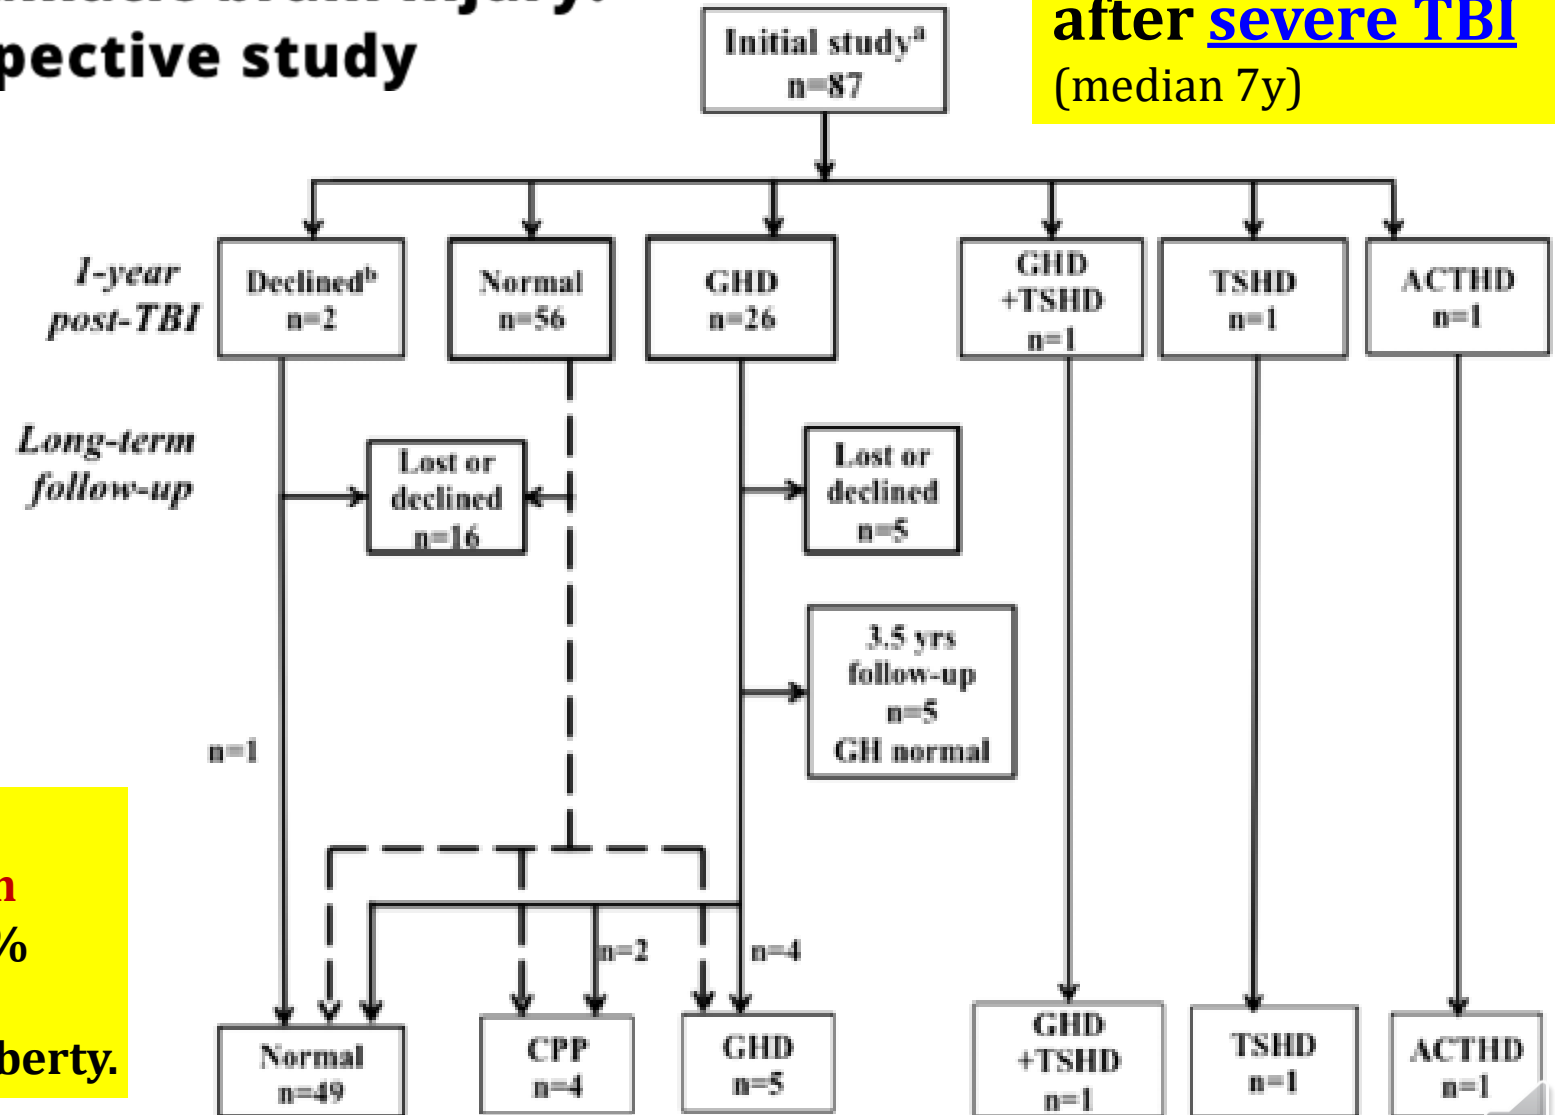 pective study
after severe TBI
(median 7y)
Initial studyᵃ
n=87
1-year
post-TBI
Declinedᵇ
n=2
Normal
n=56
GHD
n=26
GHD
+TSHD
n=1
TSHD
n=1
ACTHD
n=1
Long-term
follow-up
Lost or
declined
n=16
Lost or
declined
n=5
3.5 yrs
follow-up
n=5
GH normal
n=1
n=2
n=4
n
%
berty.
Normal
n=49
CPP
n=4
GHD
n=5
GHD
+TSHD
n=1
TSHD
n=1
ACTHD
n=1